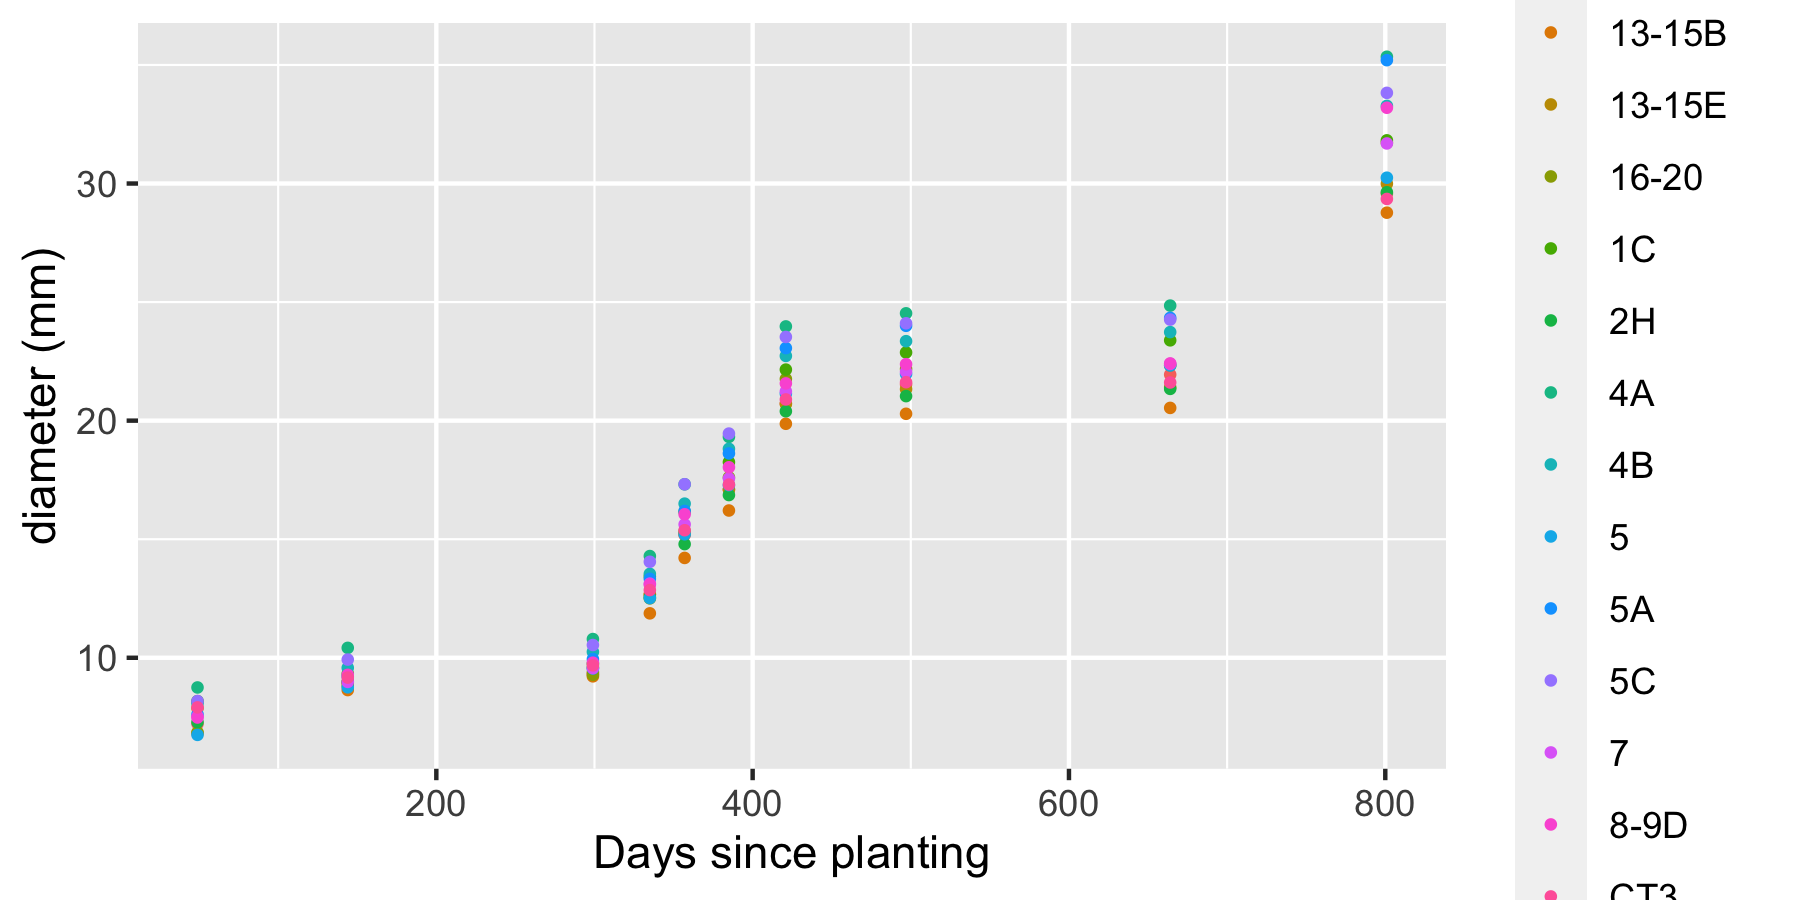 30
20
10
200
400
600
800
Days since planting
diameter (mm)
13-15B
13-15E
16-20
1C
2H
4A
4B
5
5A
5C
7
8-9D
CT3